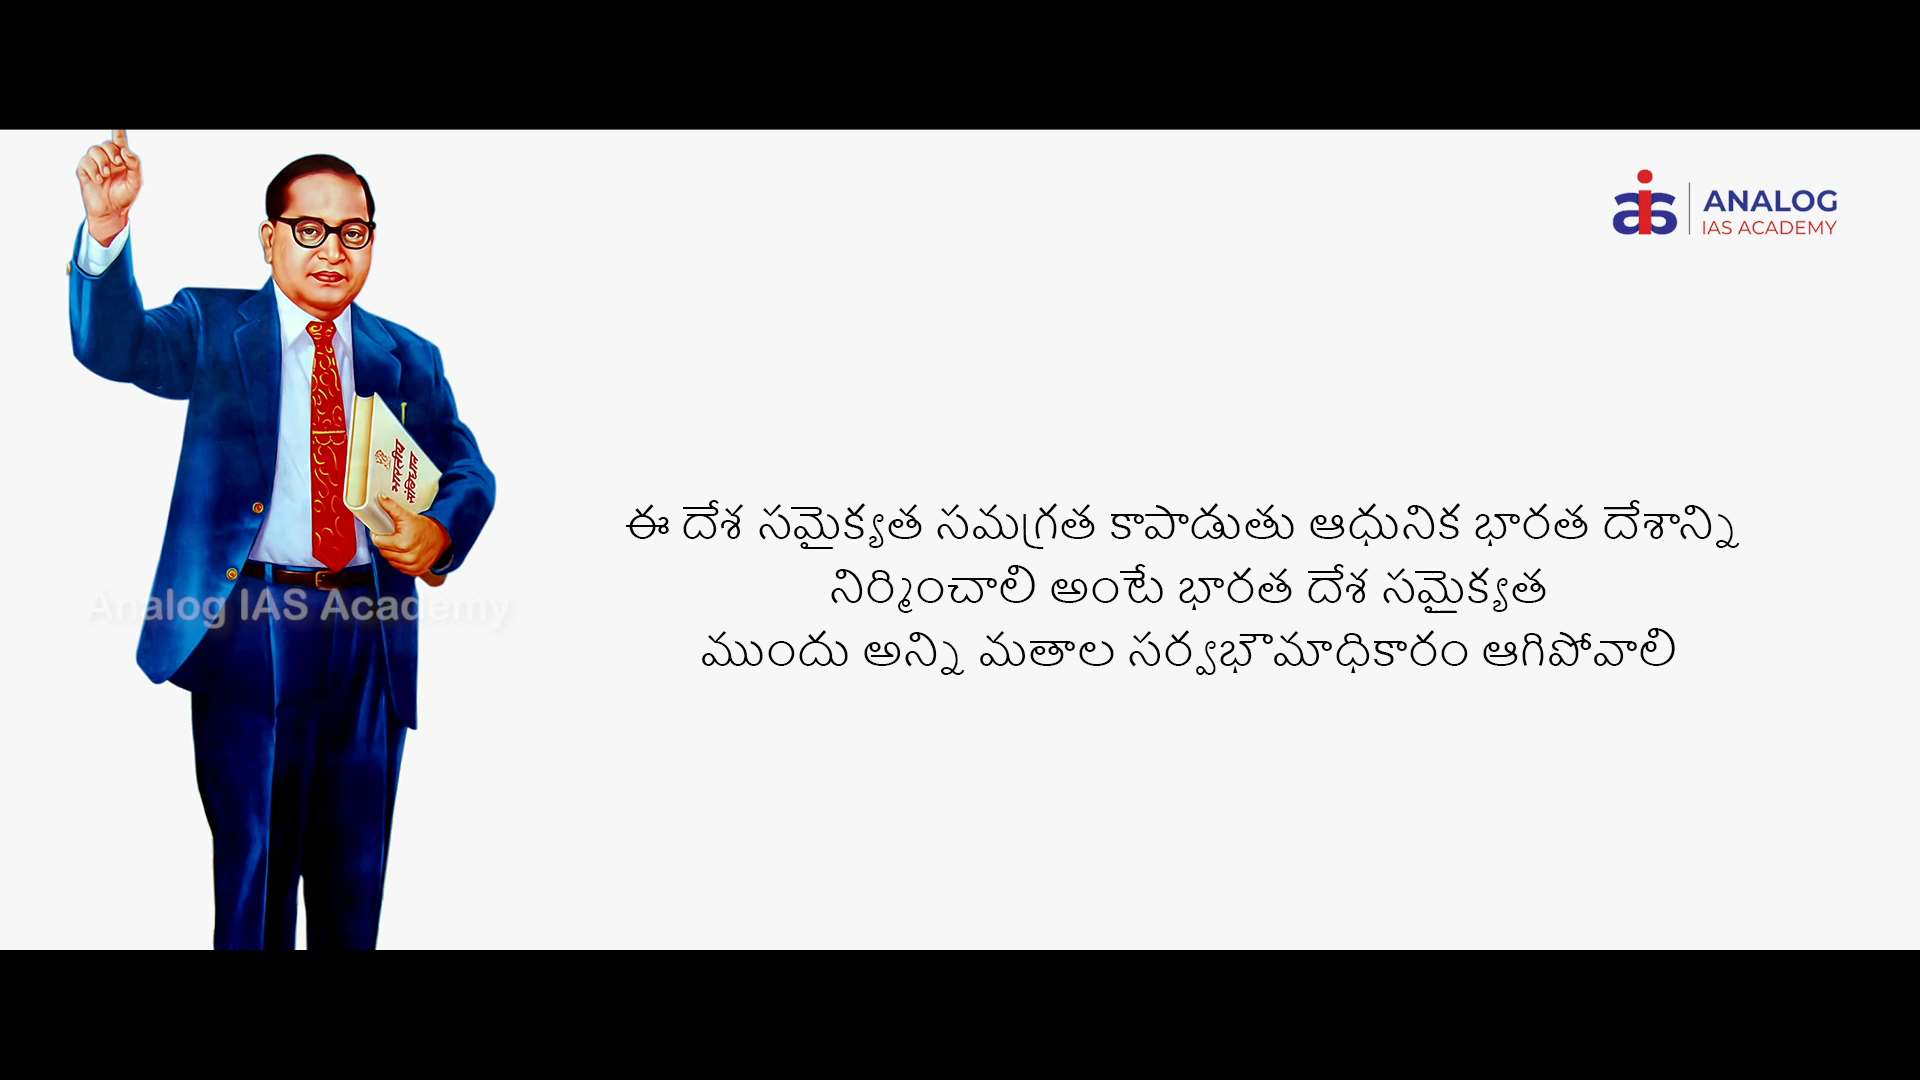 ANALOG
IAS ACADEMY
भारतीय
संविधान
ఈ దేశ సమైక్యత సమగ్రత కాపాడుతు ఆధునిక భారత దేశాన్ని
నిర్మించాలి అంటే భారత దేశ సమైక్యత
ముందు అన్ని మతాల సర్వభౌమాధికారం ఆగిపోవాలి
Analog IAS Academy